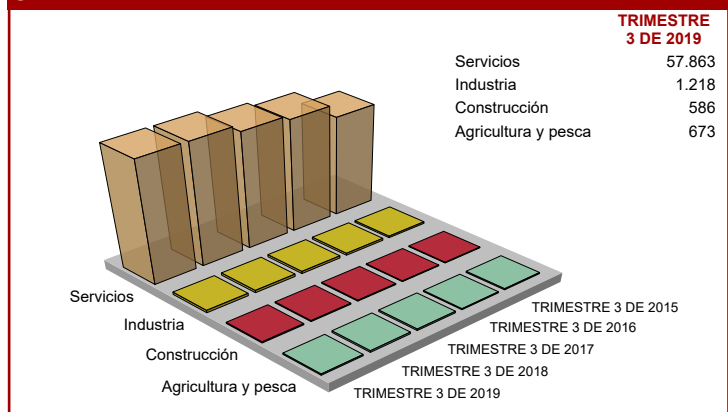 TRIMESTRE
3 DE 2019
Servicios 57.863
Industria 1.218
Construcción 586
Agricultura y pesca 673
Servicios
Industria
Construcción
Agricultura y pesca
TRIMESTRE 3 DE 2015
TRIMESTRE 3 DE 2016
TRIMESTRE 3 DE 2017
TRIMESTRE 3 DE 2018
TRIMESTRE 3 DE 2019